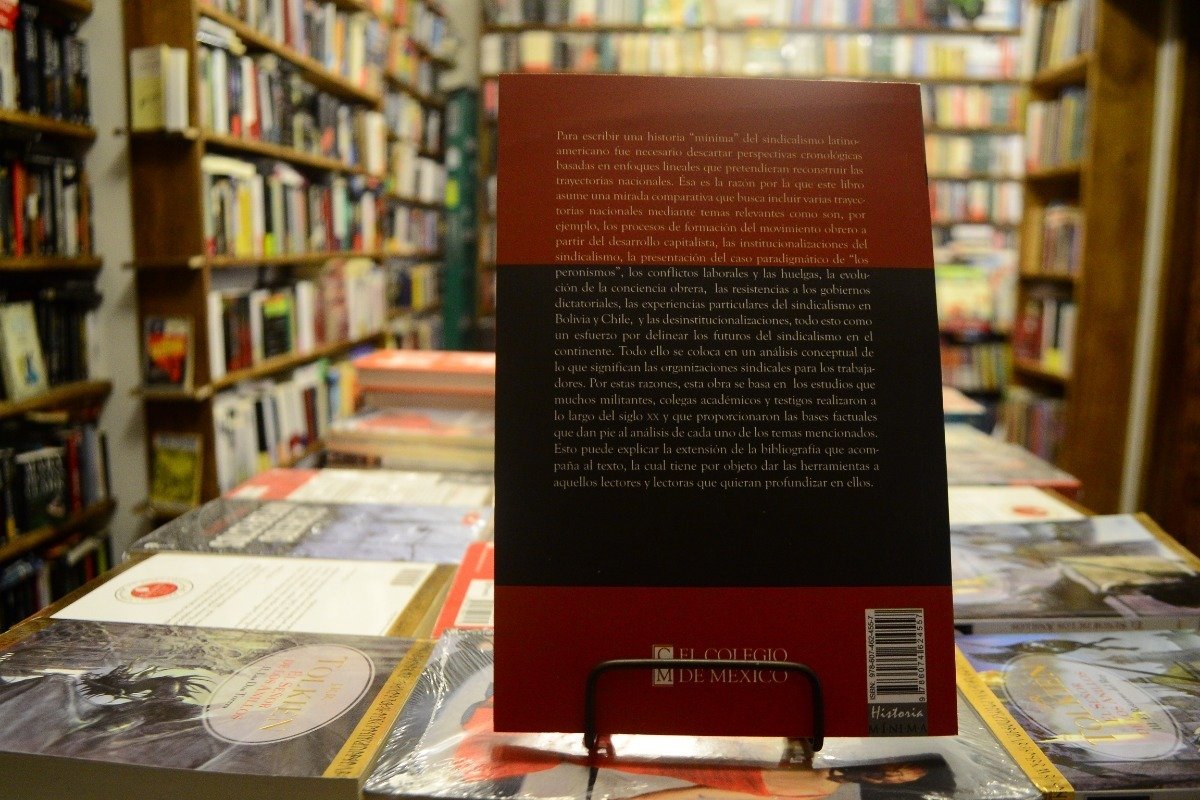 Para escribir una historia “mínima” del sindicalismo latino-
americano fue necesario descartar perspectivas cronológicas
basadas en enfoques lineales que pretendieran reconstruir las
trayectorias nacionales. Ésa es la razón por la que este libro
asume una mirada comparativa que busca incluir varias trayec-
torias nacionales mediante temas relevantes como son, por
ejemplo, los procesos de formación del movimiento obrero a
partir del desarrollo capitalista, las institucionalizaciones del
sindicalismo, la presentación del caso paradigmático de “los
peronismos”, los conflictos laborales y las huelgas, la evolu-
ción de la conciencia obrera, las resistencias a los gobiernos
dictatoriales, las experiencias particulares del sindicalismo en
Bolivia y Chile, y las desinstitucionalizaciones, todo esto como
un esfuerzo por delinear los futuros del sindicalismo en el
continente. Todo ello se coloca en un análisis conceptual de
lo que significan las organizaciones sindicales para los trabaja-
dores. Por estas razones, esta obra se basa en los estudios que
muchos militantes, colegas académicos y testigos realizaron a
lo largo del siglo XX y que proporcionaron las bases factuales
que dan pie al análisis de cada uno de los temas mencionados.
Esto puede explicar la extensión de la bibliografía que acom-
paña al texto, la cual tiene por objeto dar las herramientas a
aquellos lectores y lectoras que quieran profundizar en ellos.
CM EL COLEGIO
DE MEXICO
Historia
MÍNIMA
TOLKIEN
EL SEÑOR
DE LOS ANILLOS